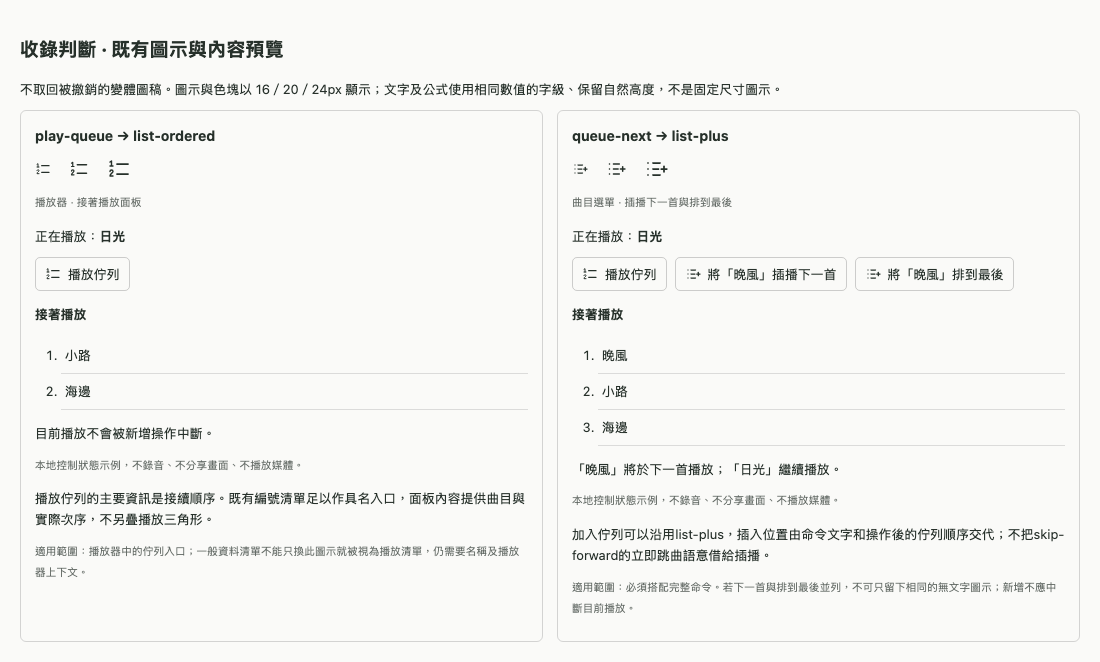 收錄判斷 · 既有圖示與內容預覽
不取回被撤銷的變體圖稿。圖示與色塊以 16 / 20 / 24px 顯示；文字及公式使用相同數值的字級、保留自然高度，不是固定尺寸圖示。
play-queue → list-ordered
播放器 · 接著播放面板
正在播放：日光
播放佇列
接著播放
1. 小路
2. 海邊
目前播放不會被新增操作中斷。
本地控制狀態示例，不錄音、不分享畫面、不播放媒體。
播放佇列的主要資訊是接續順序。既有編號清單足以作具名入口，面板內容提供曲目與
實際次序，不另疊播放三角形。
適用範圍：播放器中的佇列入口；一般資料清單不能只換此圖示就被視為播放清單，仍需要名稱及播放
器上下文。
queue-next → list-plus
曲目選單 · 插播下一首與排到最後
正在播放：日光
播放佇列 將「晚風」插播下一首 將「晚風」排到最後
接著播放
1. 晚風
2. 小路
3. 海邊
「晚風」將於下一首播放；「日光」繼續播放。
本地控制狀態示例，不錄音、不分享畫面、不播放媒體。
加入佇列可以沿用list-plus，插入位置由命令文字和操作後的佇列順序交代；不把skip-
forward的立即跳曲語意借給插播。
適用範圍：必須搭配完整命令。若下一首與排到最後並列，不可只留下相同的無文字圖示；新增不應中
斷目前播放。